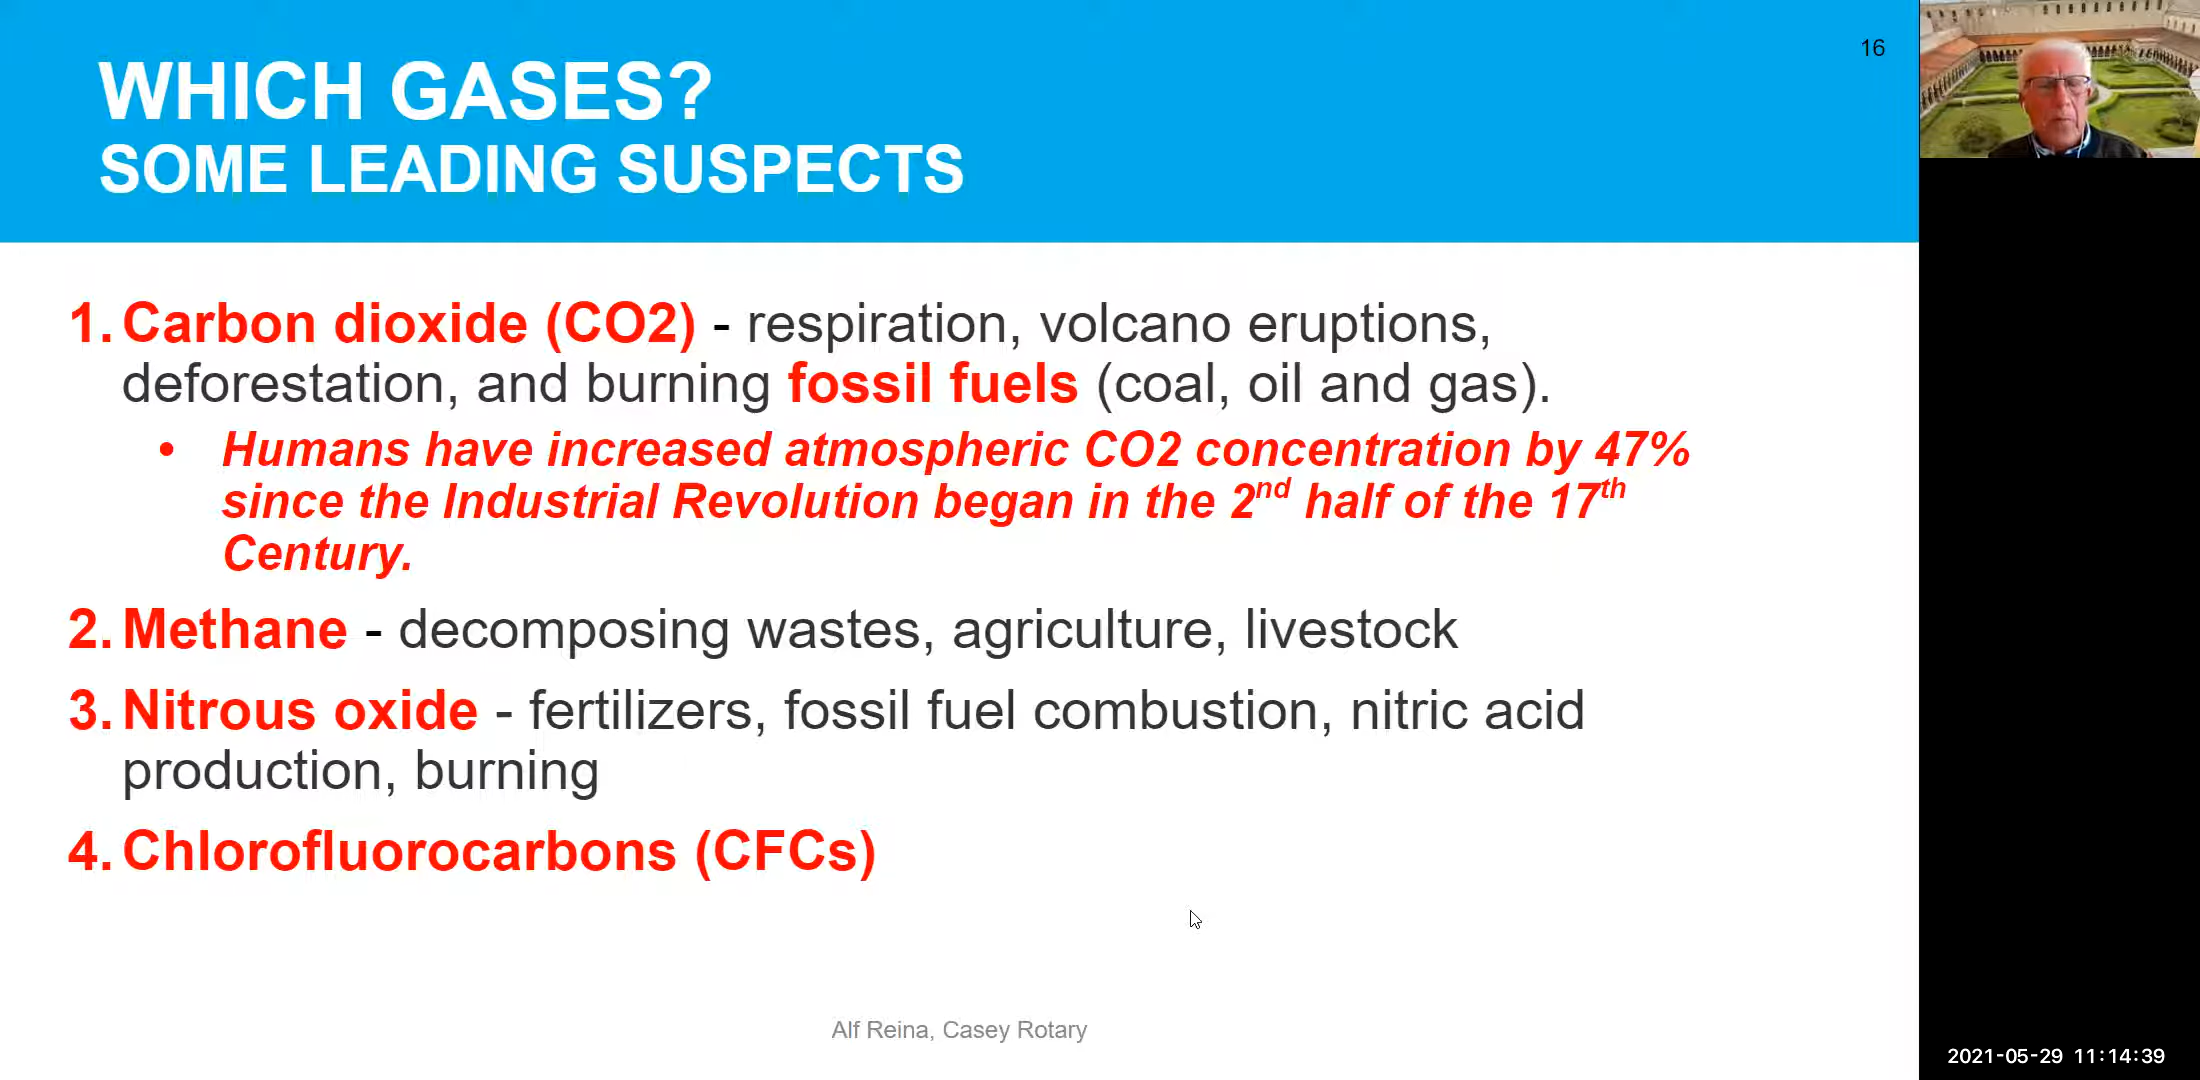 WHICH GASES?
SOME LEADING SUSPECTS
16
1. Carbon dioxide (CO2) - respiration, volcano eruptions,
deforestation, and burning fossil fuels (coal, oil and gas).
• Humans have increased atmospheric CO2 concentration by 47%
since the Industrial Revolution began in the 2nd half of the 17th
Century.
2. Methane - decomposing wastes, agriculture, livestock
3. Nitrous oxide - fertilizers, fossil fuel combustion, nitric acid
production, burning
4. Chlorofluorocarbons (CFCs)
Alf Reina, Casey Rotary
2021-05-29 11:14:39